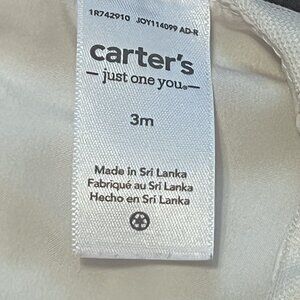 1R742910 JOY114099 AD-R
carter's
just one you®
3m
Made in Sri Lanka
Fabriqué au Sri Lanka
Hecho en Sri Lanka